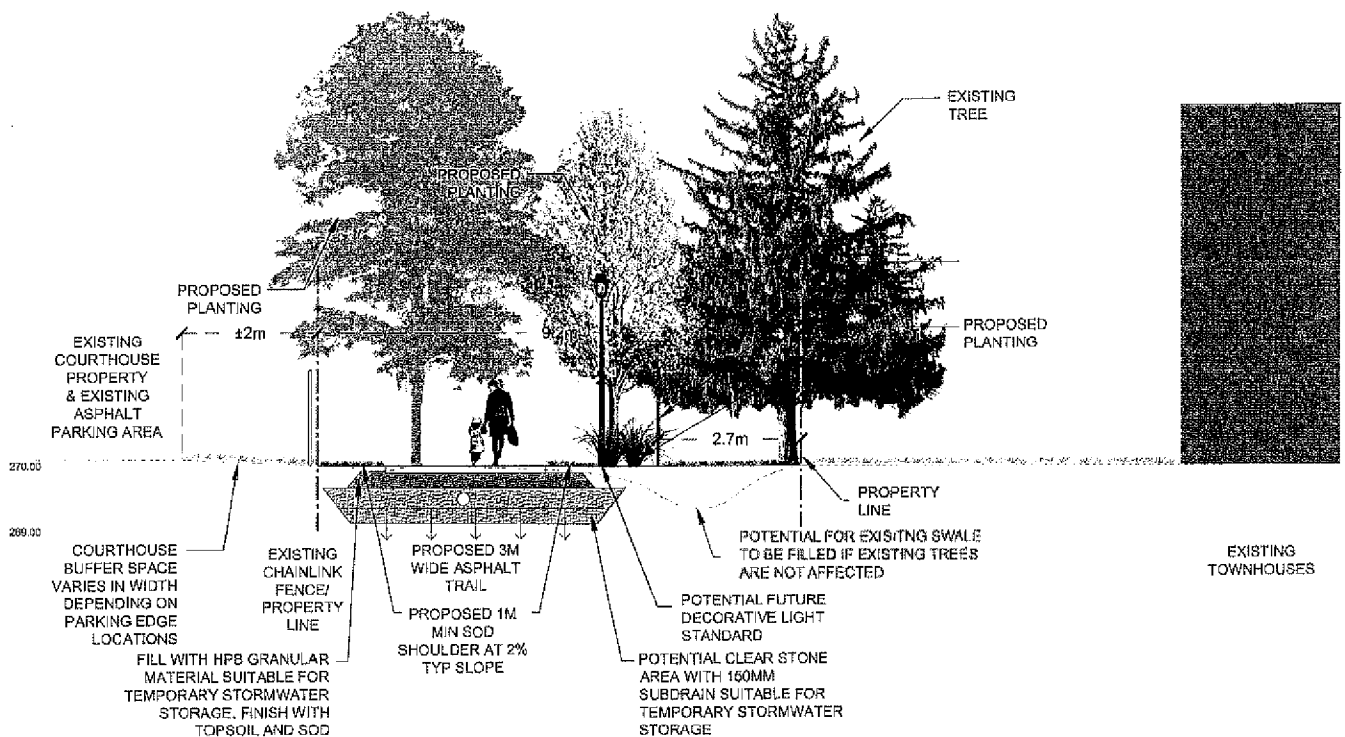 EXISTING
TREE
PROPOSED
PLANTING
PROPOSED
PLANTING
±2m
PROPOSED
PLANTING
EXISTING
COURTHOUSE
PROPERTY
& EXISTING
ASPHALT
PARKING AREA
2.7m
270.00
269.00
PROPERTY
LINE
COURTHOUSE
BUFFER SPACE
VARIES IN WIDTH
DEPENDING ON
PARKING EDGE
LOCATIONS
EXISTING
CHAINLINK
FENCE/
PROPERTY
LINE
PROPOSED 3M
WIDE ASPHALT
TRAIL
PROPOSED 1M
MIN SOD
SHOULDER AT 2%
TYP SLOPE
POTENTIAL FOR EXISITNG SWALE
TO BE FILLED IF EXISTING TREES
ARE NOT AFFECTED
EXISTING
TOWNHOUSES
POTENTIAL FUTURE
DECORATIVE LIGHT
STANDARD
FILL WITH HPB GRANULAR
MATERIAL SUITABLE FOR
TEMPORARY STORMWATER
STORAGE. FINISH WITH
TOPSOIL AND SOD
POTENTIAL CLEAR STONE
AREA WITH 150MM
SUBDRAIN SUITABLE FOR
TEMPORARY STORMWATER
STORAGE